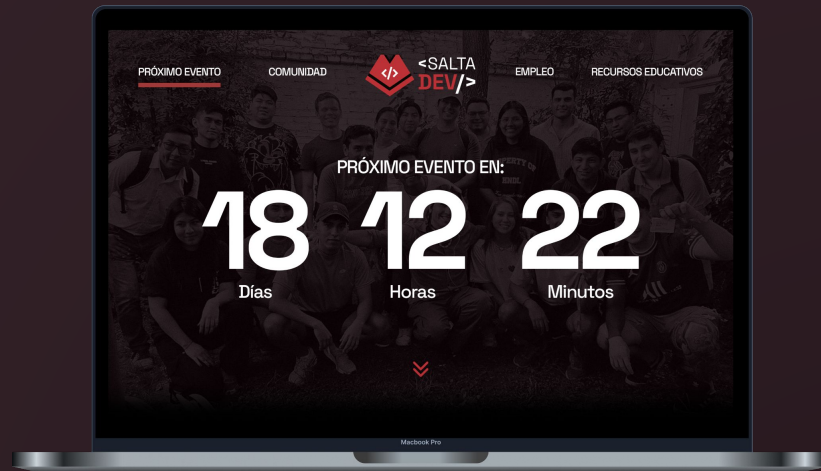 PRÓXIMO EVENTO
COMUNIDAD
</>
<SALTA
DEV/>
EMPLEO
RECURSOS EDUCATIVOS
PRÓXIMO EVENTO EN:
18 12 22
Días Horas Minutos
Macbook Pro